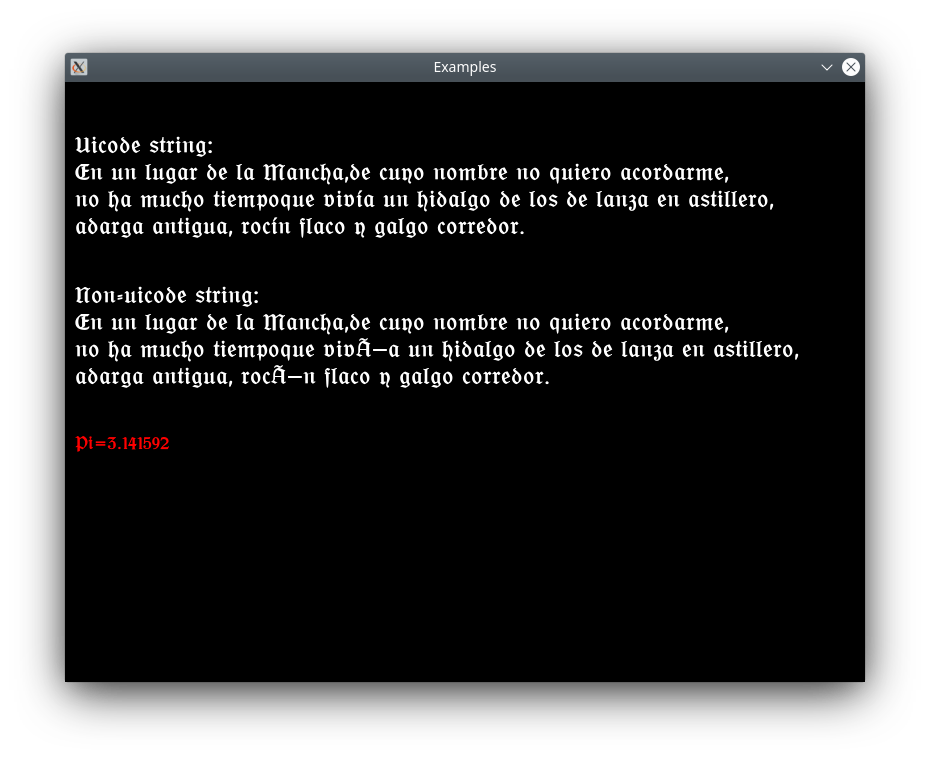 Examples
Uicode string:
En un lugar de la Mancha,de cuyo nombre no quiero acordarme,
no ha mucho tiempoque vivía un hidalgo de los de lanza en astillero,
adarga antigua, rocín flaco y galgo corredor.
Non-uicode string:
En un lugar de la Mancha,de cuyo nombre no quiero acordarme,
no ha mucho tiempoque vivÃ—a un hidalgo de los de lanza en astillero,
adarga antigua, rocÃ—n flaco y galgo corredor.
Pi=3.141592